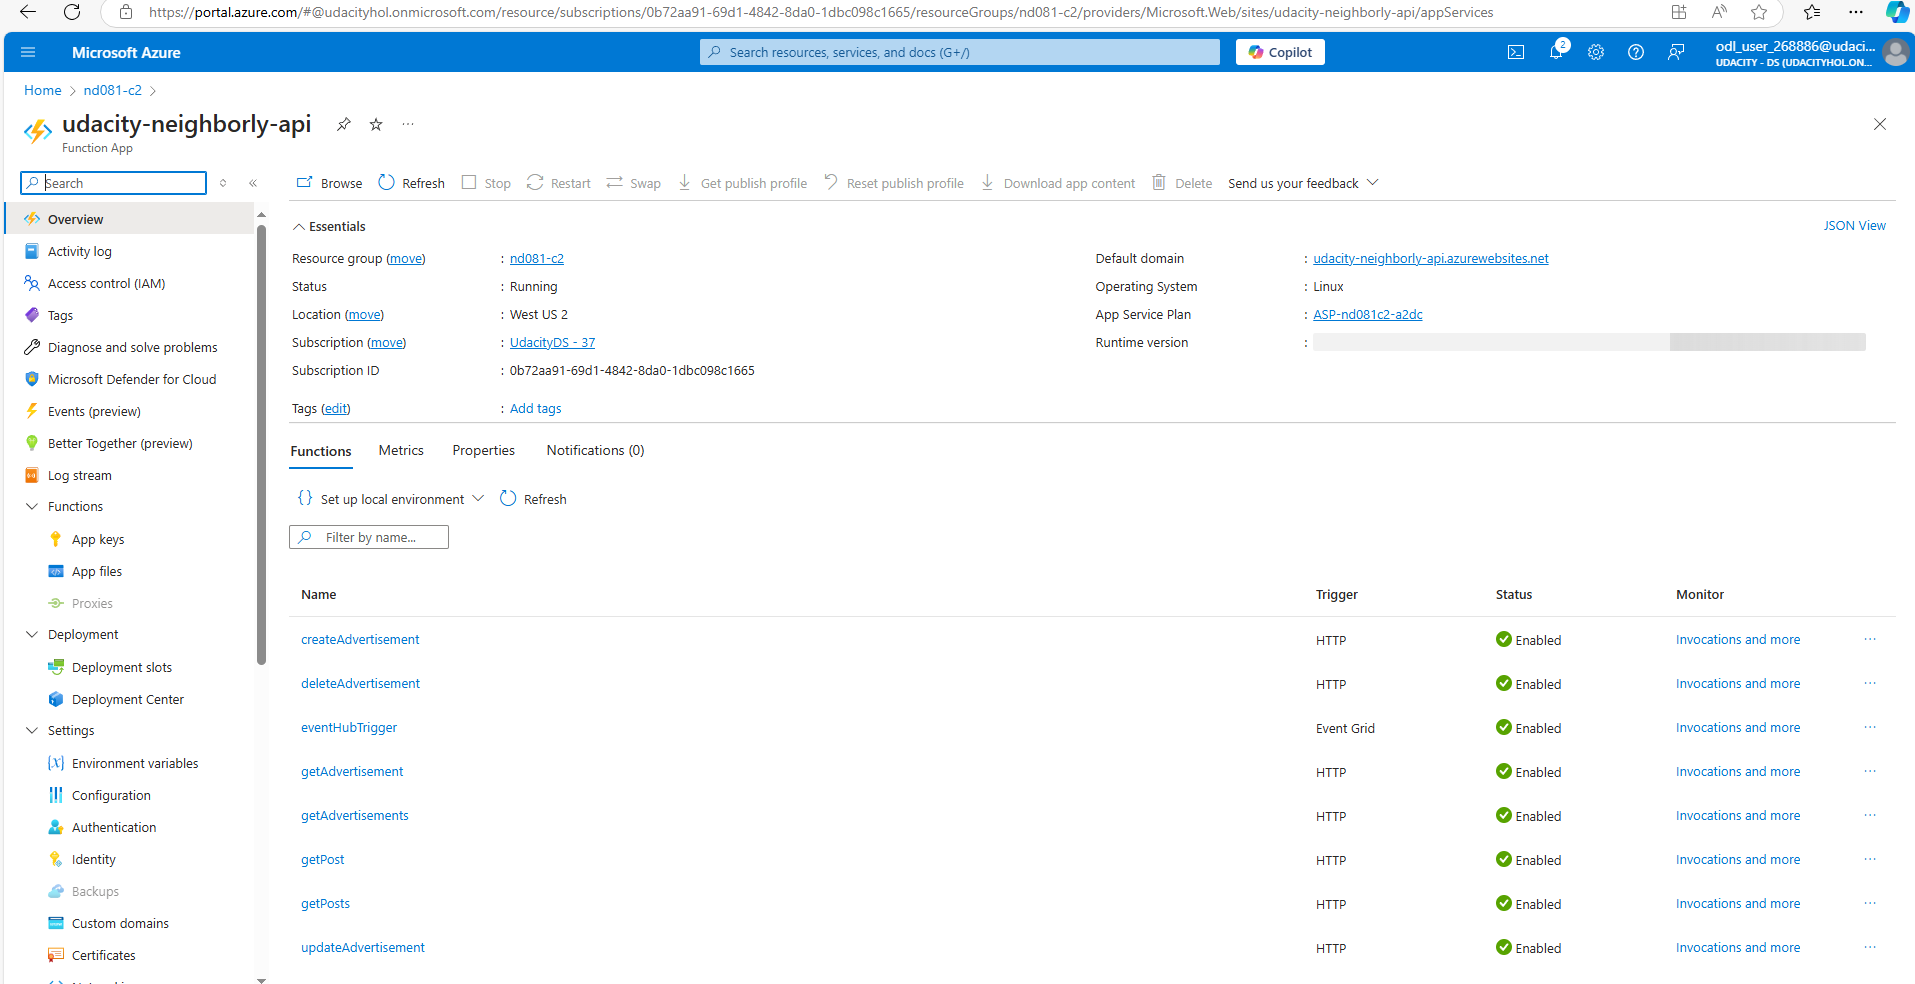 https://portal.azure.com/#@udacityhol.onmicrosoft.com/resource/subscriptions/0b72aa91-69d1-4842-8da0-1dbc098c1665/resourceGroups/nd081-c2/providers/Microsoft.Web/sites/udacity-neighborly-api/appServices
Microsoft Azure
Search resources, services, and docs (G+/)
Copilot
2
odl_user_268886@udaci...
UDACITY - DS (UDACITYHOL.ON...
Home > nd081-c2 >
udacity-neighborly-api
Function App
Search
Browse Refresh Stop Restart Swap Get publish profile Reset publish profile Download app content Delete Send us your feedback
Overview
Activity log
Access control (IAM)
Tags
Diagnose and solve problems
Microsoft Defender for Cloud
Events (preview)
Better Together (preview)
Log stream
Functions
App keys
App files
Proxies
Deployment
Deployment slots
Deployment Center
Settings
Environment variables
Configuration
Authentication
Identity
Backups
Custom domains
Certificates
Essentials
JSON View
Resource group (move) : nd081-c2
Status : Running
Location (move) : West US 2
Subscription (move) : UdacityDS - 37
Subscription ID : 0b72aa91-69d1-4842-8da0-1dbc098c1665
Tags (edit) : Add tags
Default domain : udacity-neighborly-api.azurewebsites.net
Operating System : Linux
App Service Plan : ASP-nd081c2-a2dc
Runtime version :
Functions Metrics Properties Notifications (0)
Set up local environment Refresh
Filter by name...
Name Trigger Status Monitor
createAdvertisement HTTP Enabled Invocations and more ...
deleteAdvertisement HTTP Enabled Invocations and more ...
eventHubTrigger Event Grid Enabled Invocations and more ...
getAdvertisement HTTP Enabled Invocations and more ...
getAdvertisements HTTP Enabled Invocations and more ...
getPost HTTP Enabled Invocations and more ...
getPosts HTTP Enabled Invocations and more ...
updateAdvertisement HTTP Enabled Invocations and more ...